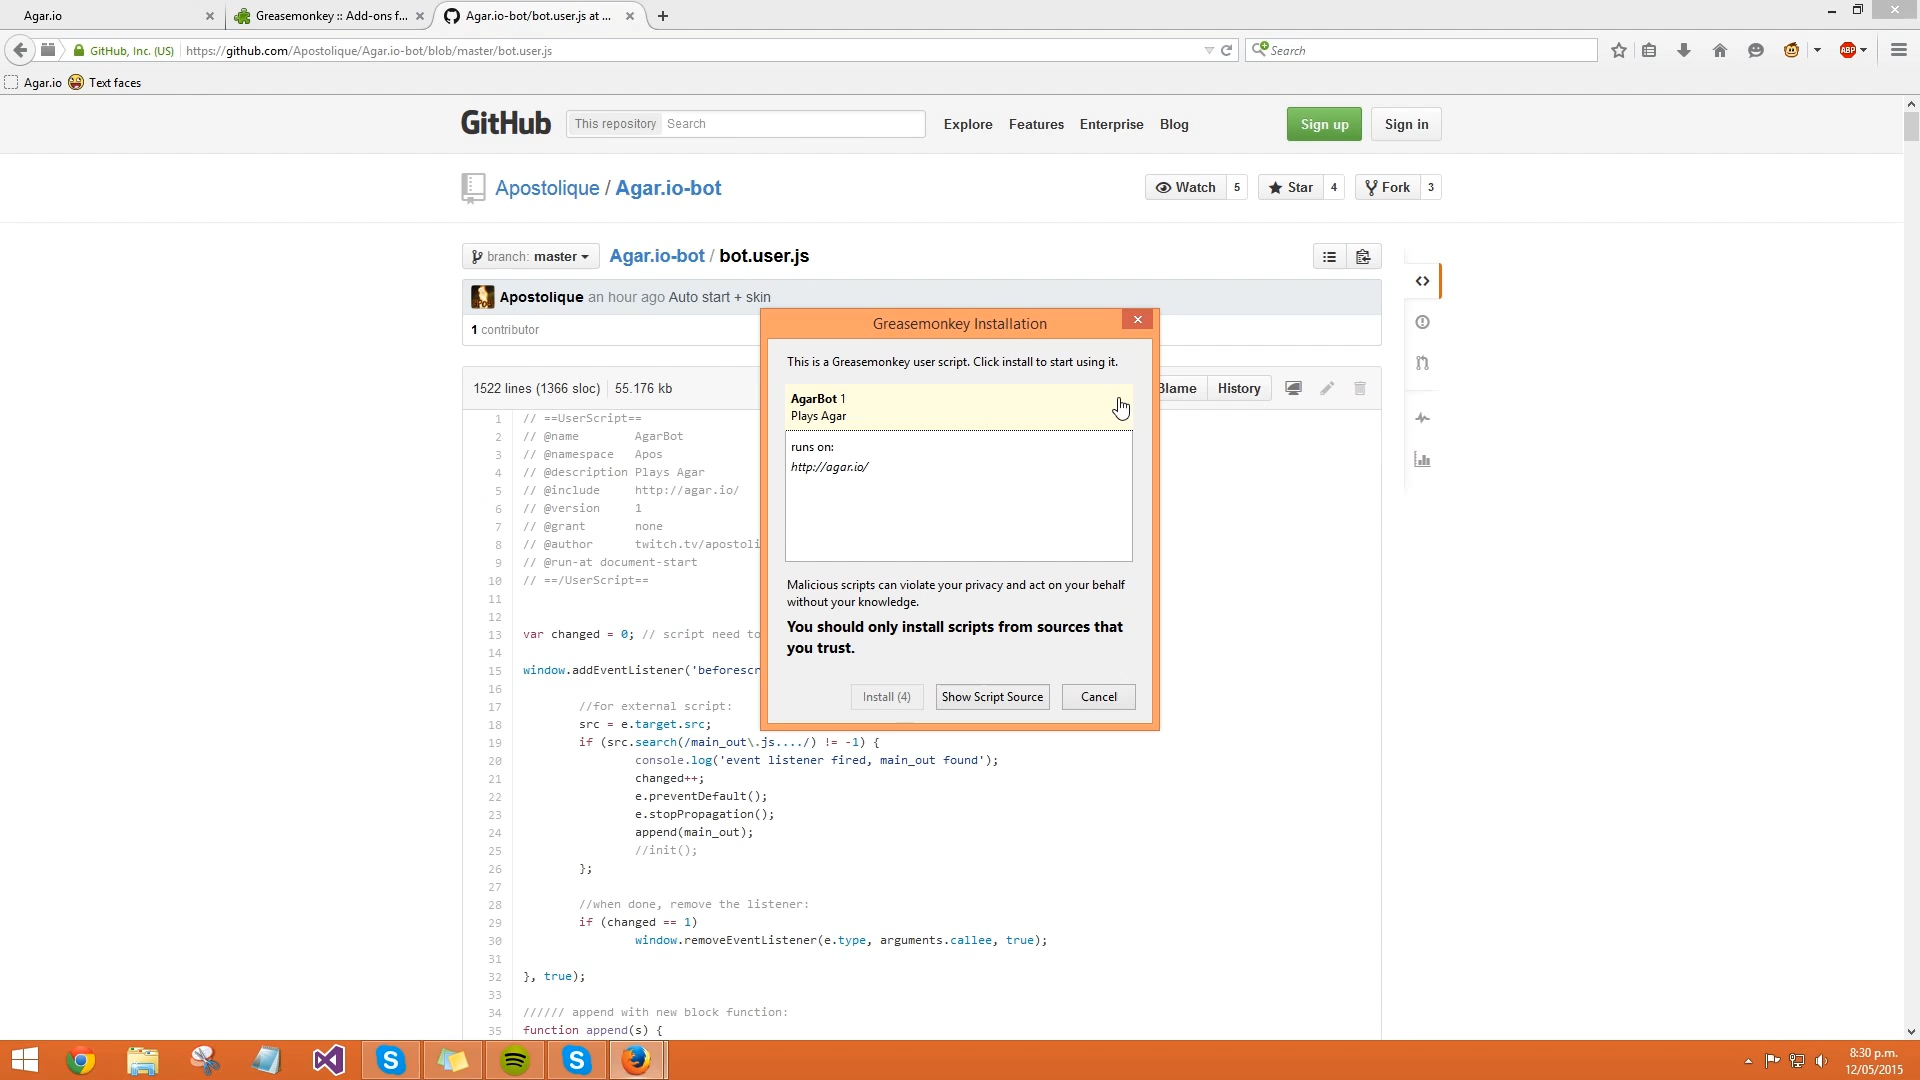 Agar.io
Greasemonkey :: Add-ons f...
Agar.io-bot/bot.user.js at ...
GitHub, Inc. (US)
https://github.com/Apostolique/Agar.io-bot/blob/master/bot.user.js
Search
ABP
Agar.io
Text faces
GitHub
This repository
Search
Explore
Features
Enterprise
Blog
Sign up
Sign in
Apostolique / Agar.io-bot
Watch 5
Star 4
Fork 3
branch: master
Agar.io-bot / bot.user.js
Apostolique an hour ago Auto start + skin
1 contributor
1522 lines (1366 sloc) 55.176 kb
Blame
History
1 // ==UserScript==
2 // @name AgarBot
3 // @namespace Apos
4 // @description Plays Agar
5 // @include http://agar.io/
6 // @version 1
7 // @grant none
8 // @author twitch.tv/apostoli
9 // @run-at document-start
10 // ==/UserScript==
11
12
13 var changed = 0; // script need to
14
15 window.addEventListener('beforescr
16
17 //for external script:
18 src = e.target.src;
19 if (src.search(/main_out\.js..../) != -1) {
20 console.log('event listener fired, main_out found');
21 changed++;
22 e.preventDefault();
23 e.stopPropagation();
24 append(main_out);
25 //init();
26 };
27
28 //when done, remove the listener:
29 if (changed == 1)
30 window.removeEventListener(e.type, arguments.callee, true);
31
32 }, true);
33
34 ////// append with new block function:
35 function append(s) {
Greasemonkey Installation
This is a Greasemonkey user script. Click install to start using it.
AgarBot 1
Plays Agar
runs on:
http://agar.io/
Malicious scripts can violate your privacy and act on your behalf
without your knowledge.
You should only install scripts from sources that
you trust.
Install (4)
Show Script Source
Cancel
8:30 p.m.
12/05/2015